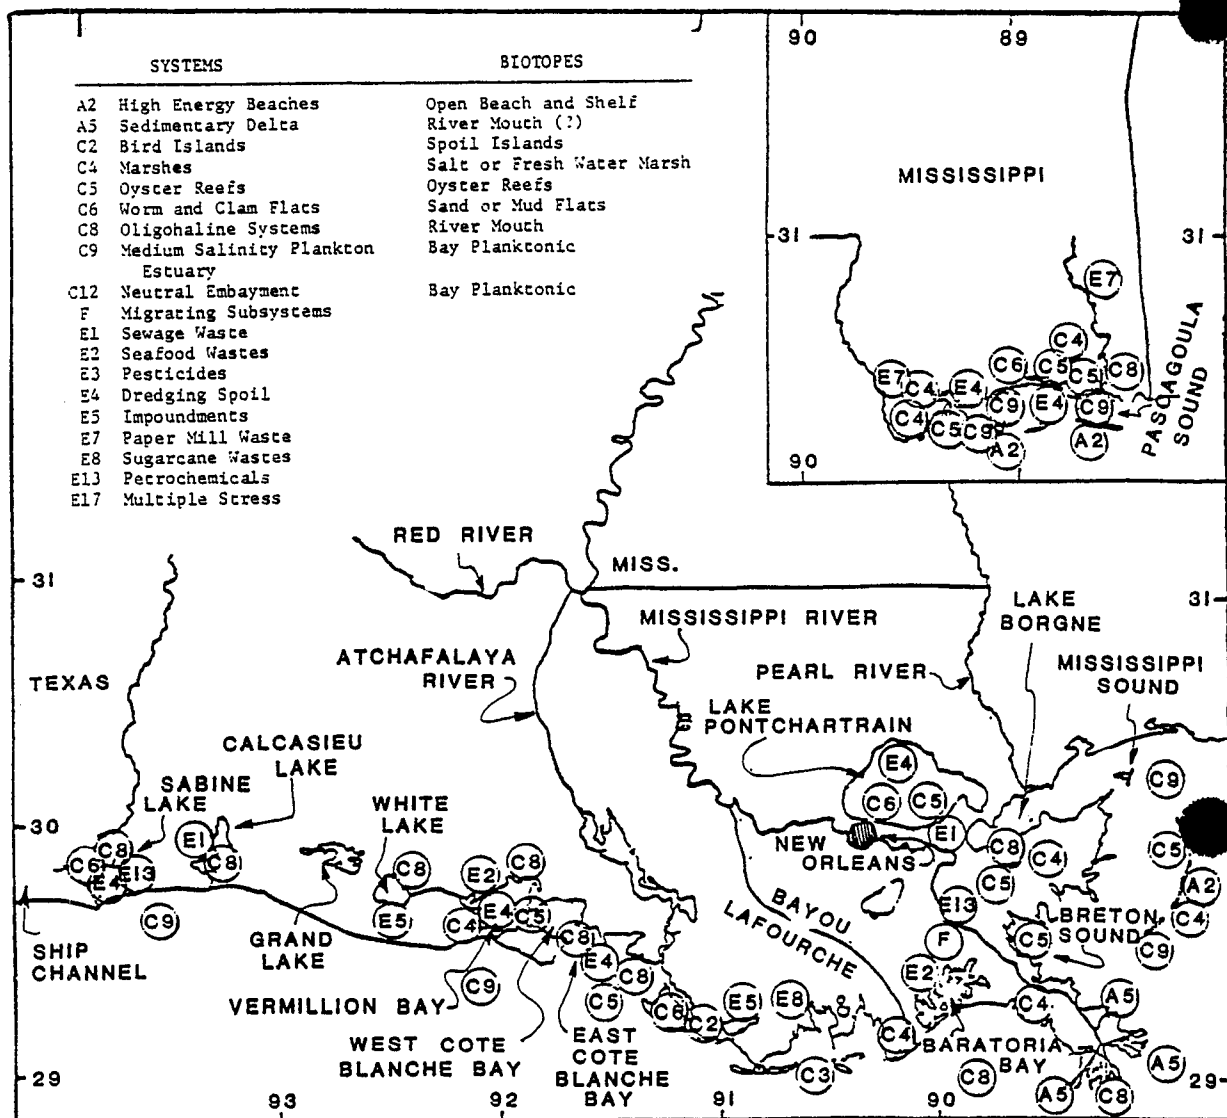 SYSTEMS BIOTOPES
A2 High Energy Beaches Open Beach and Shelf
A5 Sedimentary Delta River Mouth (?)
C2 Bird Islands Spoil Islands
C4 Marshes Salt or Fresh Water Marsh
C5 Oyster Reefs Oyster Reefs
C6 Worm and Clam Flats Sand or Mud Flats
C8 Oligohaline Systems River Mouth
C9 Medium Salinity Plankton Bay Planktonic
Estuary
C12 Neutral Embayment Bay Planktonic
F Migrating Subsystems
E1 Sewage Waste
E2 Seafood Wastes
E3 Pesticides
E4 Dredging Spoil
E5 Impoundments
E7 Paper Mill Waste
E8 Sugarcane Wastes
E13 Petrochemicals
E17 Multiple Stress
90 89
MISSISSIPPI
31 31
E7
C4
C6 C5 C5 C8
E7 C4 E4
C9 E4 C9
C4 C5 C9
A2 A2
PASCAGOULA
SOUND
90
RED RIVER
MISS.
31 31
LAKE
BORGNE
MISSISSIPPI RIVER
ATCHAFALAYA
RIVER
TEXAS
PEARL RIVER
MISSISSIPPI
SOUND
LAKE
PONTCHARTRAIN
CALCASIEU
LAKE
SABINE
LAKE
WHITE
LAKE
E4
C9
C6 C5
30
E1
E1
NEW
ORLEANS
C8 C4 C5
C6 C8 E4 E13
C8
C8 E2 C8
C5
A2
C9
E5 C4 E4 C5
E13
C4
BAYOU
LAFOURCHE
BRETON
SOUND
SHIP
CHANNEL
GRAND
LAKE
C8
F
C5
C9
E4
C8
E2
VERMILLION BAY
C9
C5
C6 C2 E5 E8
C4
A5
WEST COTE
BLANCHE BAY
EAST
COTE
BLANCHE
BAY
C4
BARATORIA
BAY
C3
C8
A5
29 29
A5
C8
93 92 91 90